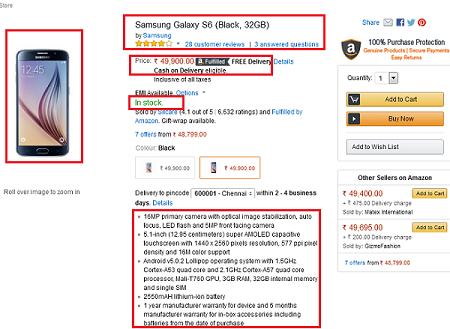 Store
Samsung Galaxy S6 (Black, 32GB)
by Samsung
28 customer reviews | 3 answered questions
Price: ₹ 49,900.00 a Fulfilled FREE Delivery Details
Cash on Delivery eligible.
Inclusive of all taxes
EMI Available. Options
In stock.
Sold by (4.1 out of 5 | 6,632 ratings) and Fulfilled by
Amazon. Gift-wrap available.
7 offers from ₹ 48,799.00
Colour: Black
₹ 49,900.00
₹ 49,900.00
Delivery to pincode 600001 - Chennai within 2 - 4 business
days. Details
16MP primary camera with optical image stabilization, auto
focus, LED flash and 5MP front facing camera
5.1-inch (12.95 centimeters) super AMOLED capacitive
touchscreen with 1440 x 2560 pixels resolution, 577 ppi pixel
density and 16M color support
Android v5.0.2 Lollipop operating system with 1.5GHz
Cortex-A53 quad core and 2.1GHz Cortex-A57 quad core
processor, Mali-T760 GPU, 3GB RAM, 32GB internal memory
and single SIM
2550mAH lithium-ion battery
1 year manufacturer warranty for device and 6 months
manufacturer warranty for in-box accessories including
batteries from the date of purchase
Roll over image to zoom in
Share
a 100% Purchase Protection
Genuine Products | Secure Payments
Easy Returns
Quantity: 1
Add to Cart
Buy Now
Add to Wish List
Other Sellers on Amazon
₹ 49,400.00 Add to Cart
+ ₹ 475.00 Delivery charge
Sold by: Matex International
₹ 49,695.00 Add to Cart
+ ₹ 200.00 Delivery charge
Sold by: GizmoFashion
7 offers from ₹ 48,799.00